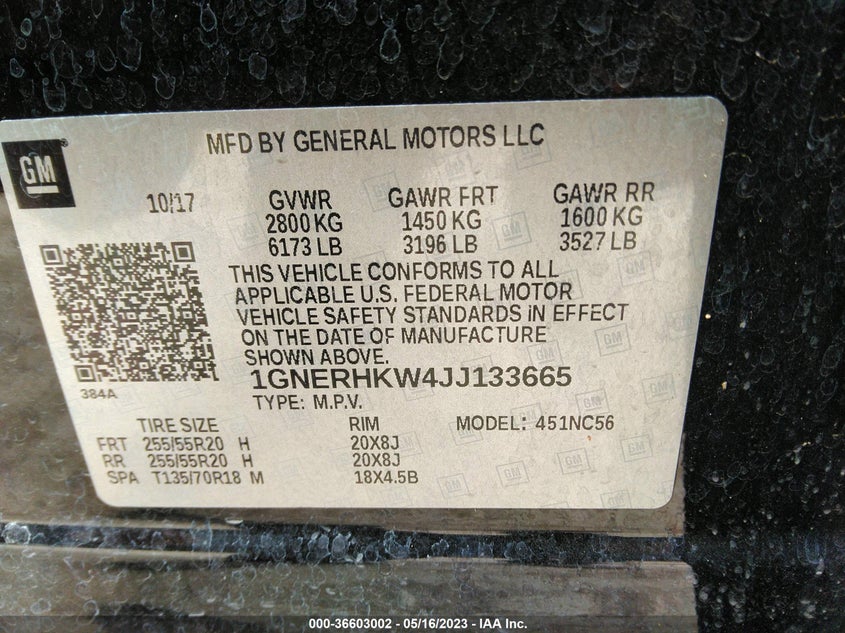 MFD BY GENERAL MOTORS LLC
GM
10/17 GVWR GAWR FRT GAWR RR
2800 KG 1450 KG 1600 KG
6173 LB 3196 LB 3527 LB
THIS VEHICLE CONFORMS TO ALL
APPLICABLE U.S. FEDERAL MOTOR
VEHICLE SAFETY STANDARDS IN EFFECT
ON THE DATE OF MANUFACTURE
SHOWN ABOVE.
384A
1GNERHKW4JJ133665
TYPE: M.P.V.
TIRE SIZE RIM MODEL: 451NC56
FRT 255/55R20 H 20X8J
RR 255/55R20 H 20X8J
SPA T135/70R18 M 18X4.5B
000-36603002 - 05/16/2023 - IAA Inc.